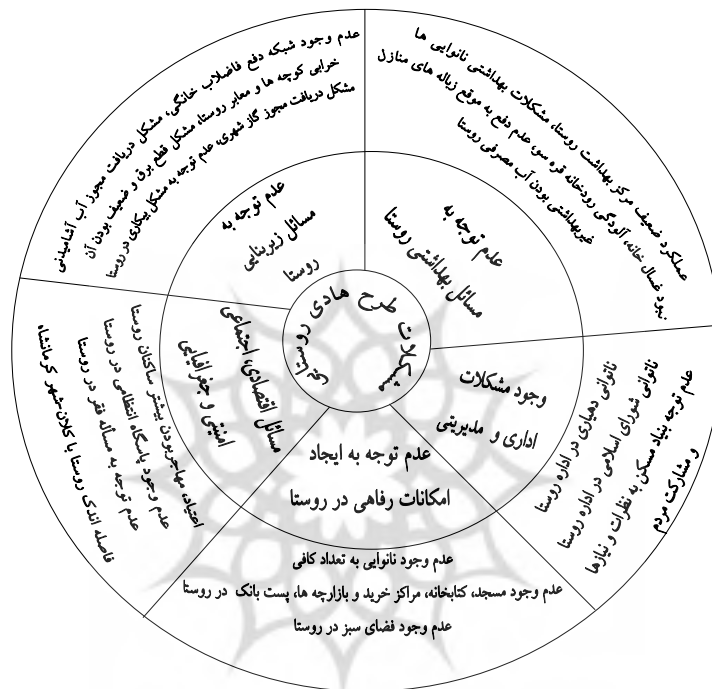 مشکلات طرح هادی روستایی
عدم توجه به
مسائل بهداشتی روستا
عملکرد ضعیف مرکز بهداشت روستا، مشکلات بهداشتی نانوایی ها
نبود غسال خانه، آلودگی رودخانه قره سو، عدم دفع به موقع زباله های منازل
غیربهداشتی بودن آب مصرفی روستا
وجود مشکلات
اداری و مدیریتی
ناتوانی دهیاری در اداره روستا
ناتوانی شورای اسلامی در اداره روستا
عدم توجه بنیاد مسکن به نظرات و نیازها
و مشارکت مردم
عدم توجه به ایجاد
امکانات رفاهی در روستا
عدم وجود نانوایی به تعداد کافی
عدم وجود مسجد، کتابخانه، مراکز خرید و بازارچه ها، پست بانک در روستا
عدم وجود فضای سبز در روستا
مسائل اقتصادی، اجتماعی
امنیتی و جغرافیایی
اعتیاد، مهاجربودن بیشتر ساکنان روستا
عدم وجود پاسگاه انتظامی در روستا
عدم توجه به مسأله فقر در روستا
فاصله اندک روستا با کلان شهر کرمانشاه
عدم توجه به
مسائل زیربنایی
روستا
عدم وجود شبکه دفع فاضلاب خانگی، مشکل دریافت مجوز آب آشامیدنی
خرابی کوچه ها و معابر روستا، مشکل قطع برق و ضعیف بودن آن
مشکل دریافت مجوز گاز شهری، عدم توجه به مشکل بیکاری در روستا